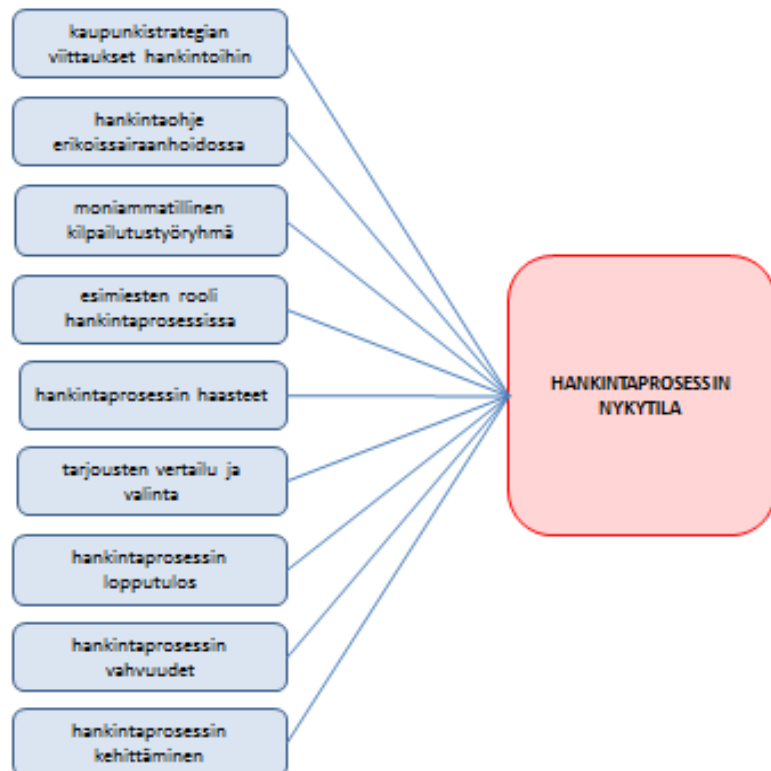 kaupunkistrategian
viittaukset hankintoihin
hankintaohje
erikoissairaanhoidossa
moniammatillinen
kilpailutustyöryhmä
esimiesten rooli
hankintaprosessissa
hankintaprosessin haasteet
HANKINTAPROSESSIN
NYKYTILA
tarjousten vertailu ja
valinta
hankintaprosessin
lopputulos
hankintaprosessin
vahvuudet
hankintaprosessin
kehittäminen